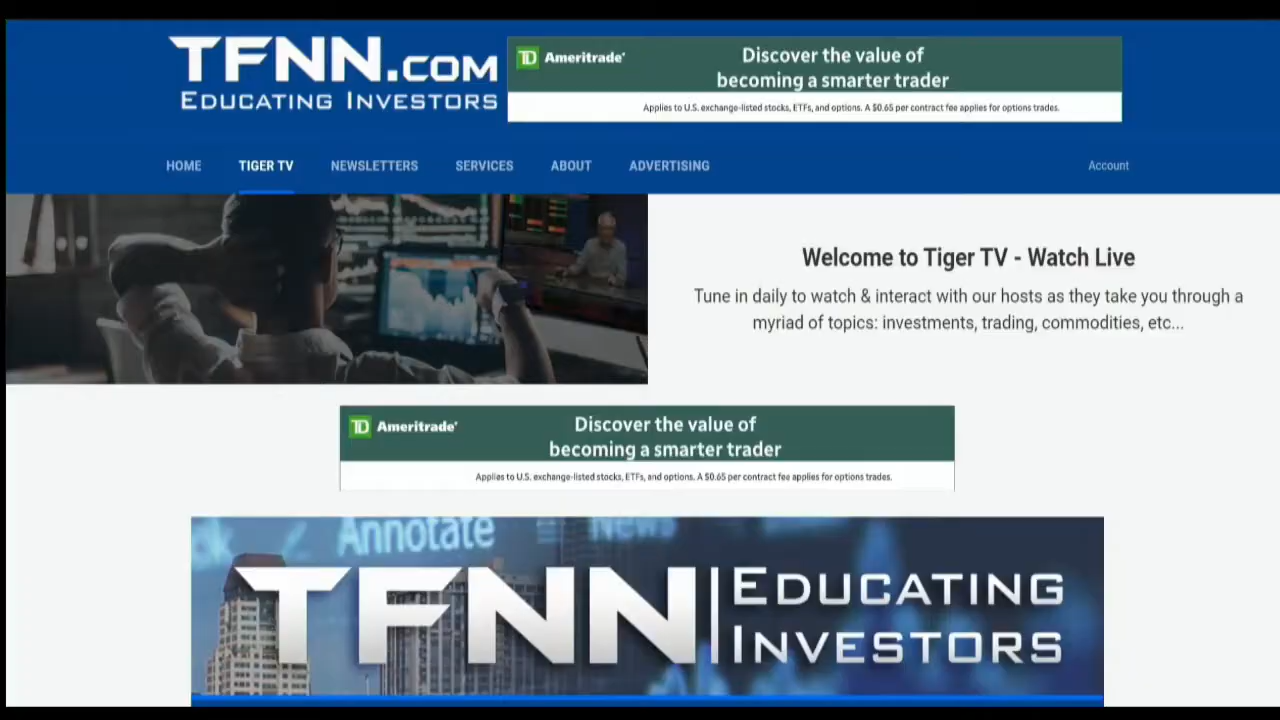 TFNN.COM
EDUCATING INVESTORS
TD Ameritrade
Discover the value of
becoming a smarter trader
Applies to U.S. exchange-listed stocks, ETFs, and options. A $0.65 per contract fee applies for options trades.
HOME TIGER TV NEWSLETTERS SERVICES ABOUT ADVERTISING Account
Welcome to Tiger TV - Watch Live
Tune in daily to watch & interact with our hosts as they take you through a
myriad of topics: investments, trading, commodities, etc...
TD Ameritrade
Discover the value of
becoming a smarter trader
Applies to U.S. exchange-listed stocks, ETFs, and options. A $0.65 per contract fee applies for options trades.
Annotate News
TFNN EDUCATING
INVESTORS